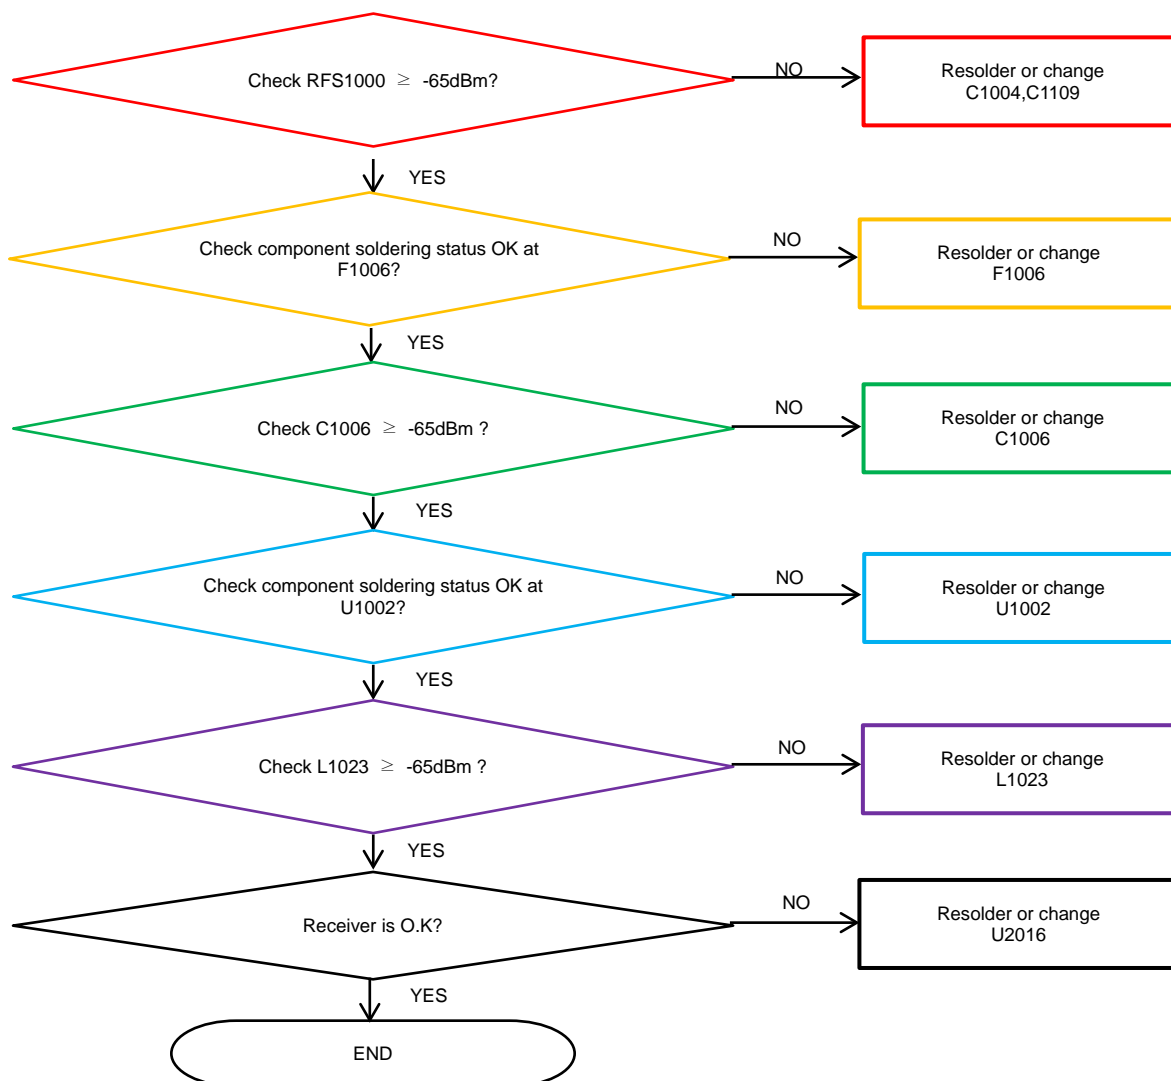 Check RFS1000 ≥ -65dBm?
NO
Resolder or change
C1004,C1109
YES
Check component soldering status OK at
F1006?
NO
Resolder or change
F1006
YES
Check C1006 ≥ -65dBm ?
NO
Resolder or change
C1006
YES
Check component soldering status OK at
U1002?
NO
Resolder or change
U1002
YES
Check L1023 ≥ -65dBm ?
NO
Resolder or change
L1023
YES
Receiver is O.K?
NO
Resolder or change
U2016
YES
END